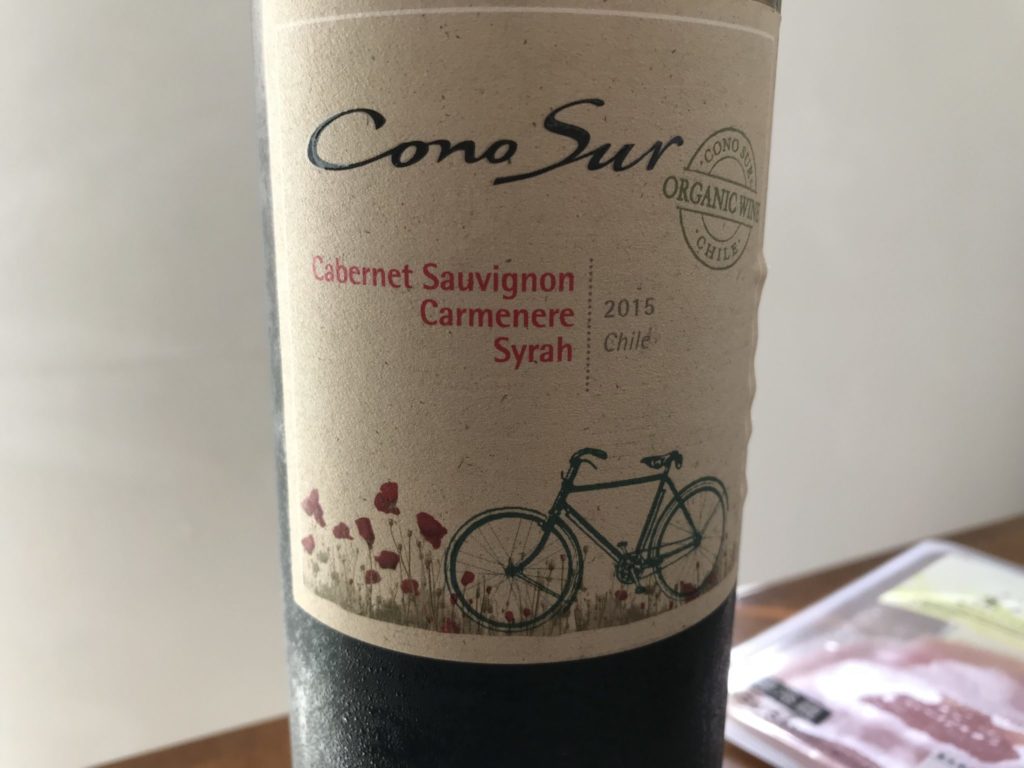 Cono Sur
CONO SUR
ORGANIC WINE
CHILE
Cabernet Sauvignon
Carmenere
Syrah
2015
Chile